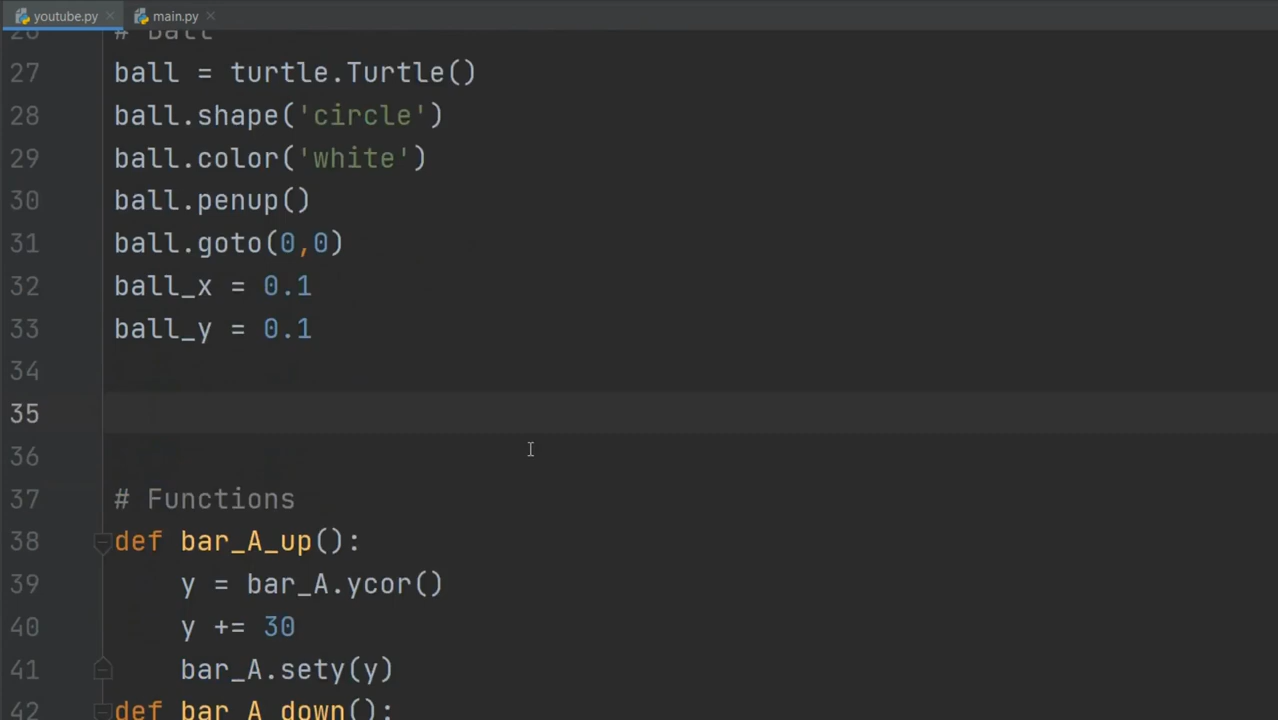 youtube.py main.py
26 # Ball
27 ball = turtle.Turtle()
28 ball.shape('circle')
29 ball.color('white')
30 ball.penup()
31 ball.goto(0,0)
32 ball_x = 0.1
33 ball_y = 0.1
34
35
36
37 # Functions
38 def bar_A_up():
39 y = bar_A.ycor()
40 y += 30
41 bar_A.sety(y)
42 def bar_A_down():